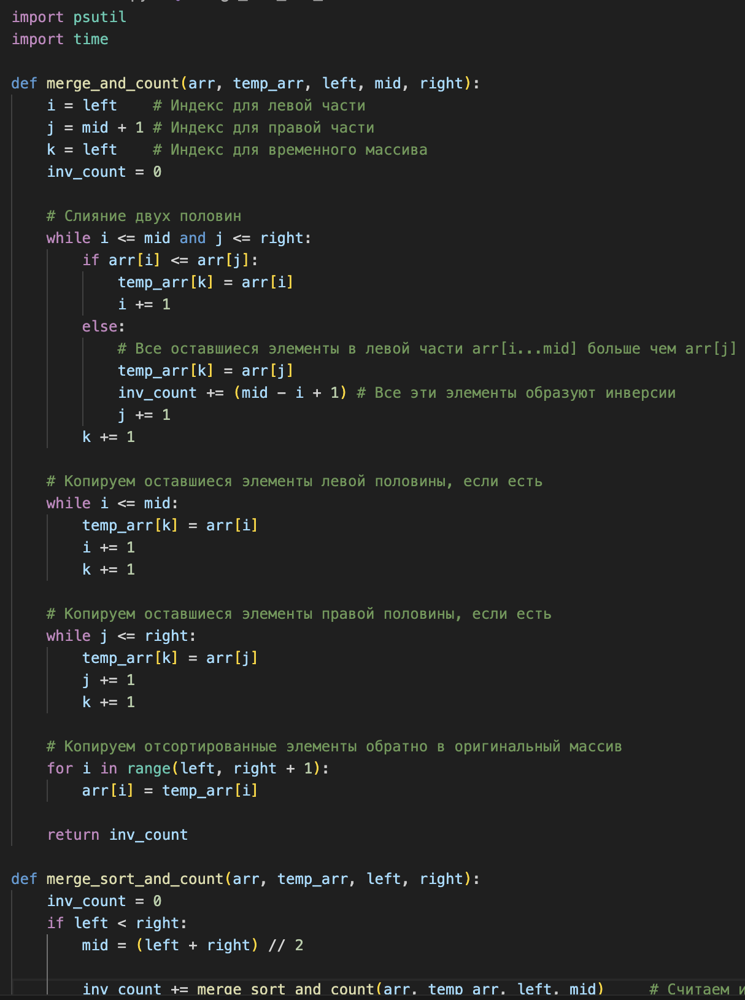 import psutil
import time

def merge_and_count(arr, temp_arr, left, mid, right):
    i = left    # Индекс для левой части
    j = mid + 1 # Индекс для правой части
    k = left    # Индекс для временного массива
    inv_count = 0

    # Слияние двух половин
    while i <= mid and j <= right:
        if arr[i] <= arr[j]:
            temp_arr[k] = arr[i]
            i += 1
        else:
            # Все оставшиеся элементы в левой части arr[i...mid] больше чем arr[j]
            temp_arr[k] = arr[j]
            inv_count += (mid - i + 1) # Все эти элементы образуют инверсии
            j += 1
        k += 1

    # Копируем оставшиеся элементы левой половины, если есть
    while i <= mid:
        temp_arr[k] = arr[i]
        i += 1
        k += 1

    # Копируем оставшиеся элементы правой половины, если есть
    while j <= right:
        temp_arr[k] = arr[j]
        j += 1
        k += 1

    # Копируем отсортированные элементы обратно в оригинальный массив
    for i in range(left, right + 1):
        arr[i] = temp_arr[i]

    return inv_count

def merge_sort_and_count(arr, temp_arr, left, right):
    inv_count = 0
    if left < right:
        mid = (left + right) // 2

        inv_count += merge_sort_and_count(arr, temp_arr, left, mid)     # Считаем